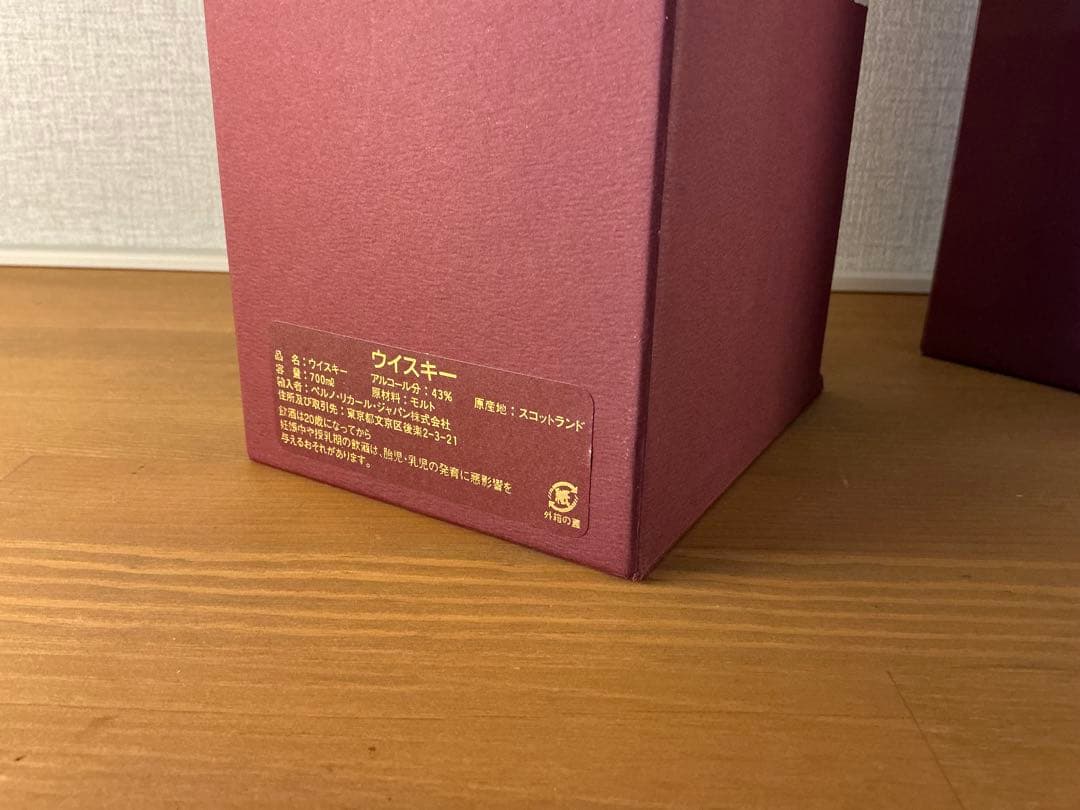 ウイスキー
品 名：ウイスキー
容 量：700㎖ アルコール分：43% 原産地：スコットランド
輸入者：ペルノ・リカール・ジャパン株式会社 原材料：モルト
住所及び取引先：東京都文京区後楽2-3-21
飲酒は20歳になってから
妊娠中や授乳期の飲酒は、胎児・乳児の発育に悪影響を
与えるおそれがあります。
紙
外箱の裏